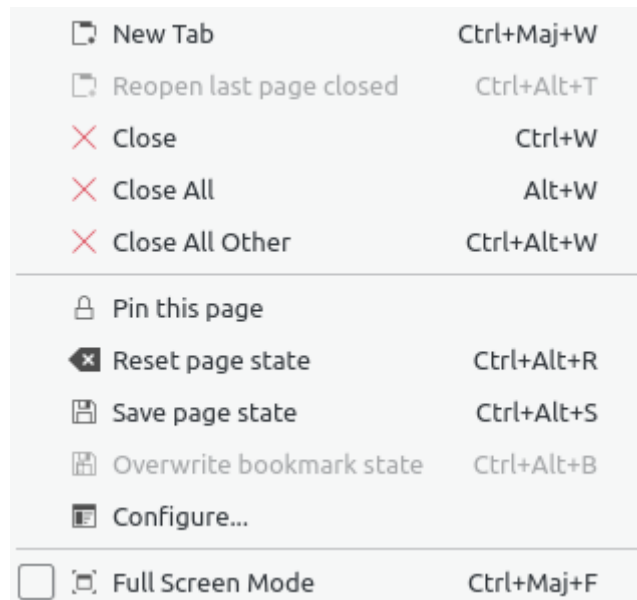 New Tab Ctrl+Maj+W
Reopen last page closed Ctrl+Alt+T
Close Ctrl+W
Close All Alt+W
Close All Other Ctrl+Alt+W
Pin this page
Reset page state Ctrl+Alt+R
Save page state Ctrl+Alt+S
Overwrite bookmark state Ctrl+Alt+B
Configure...
Full Screen Mode Ctrl+Maj+F